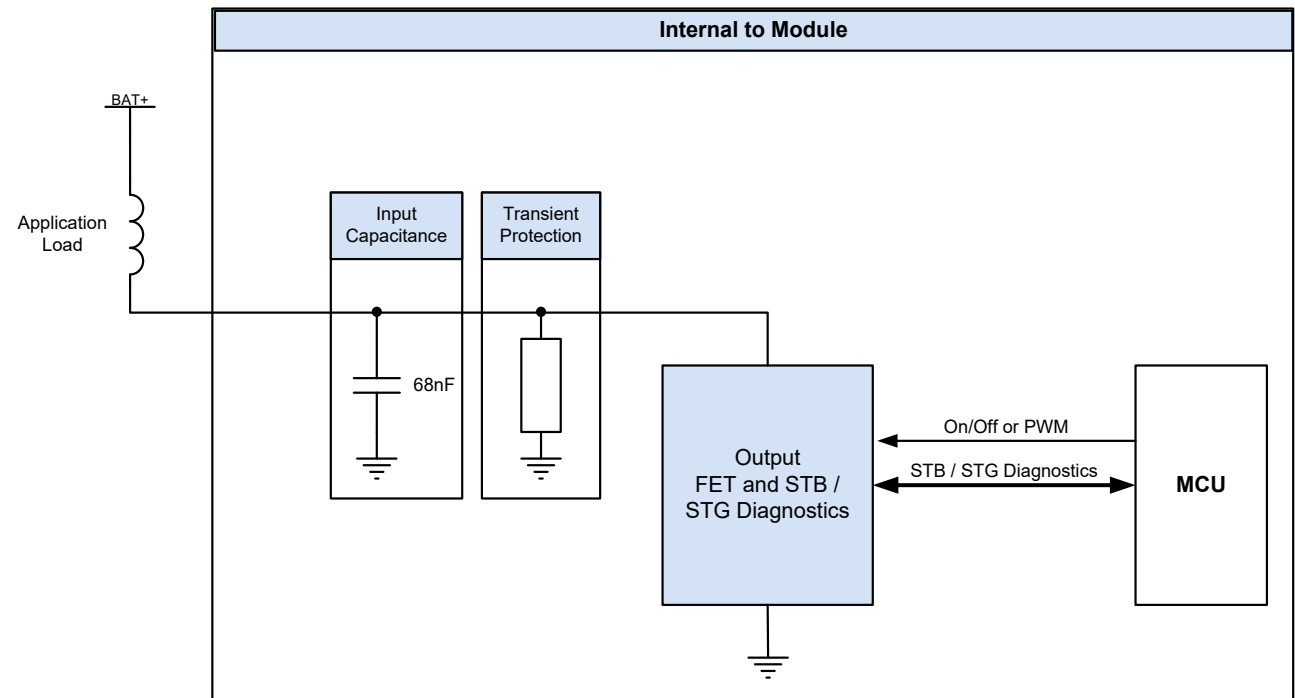 Internal to Module
BAT+
Application
Load
Input
Capacitance
Transient
Protection
68nF
Output
FET and STB /
STG Diagnostics
On/Off or PWM
STB / STG Diagnostics
MCU